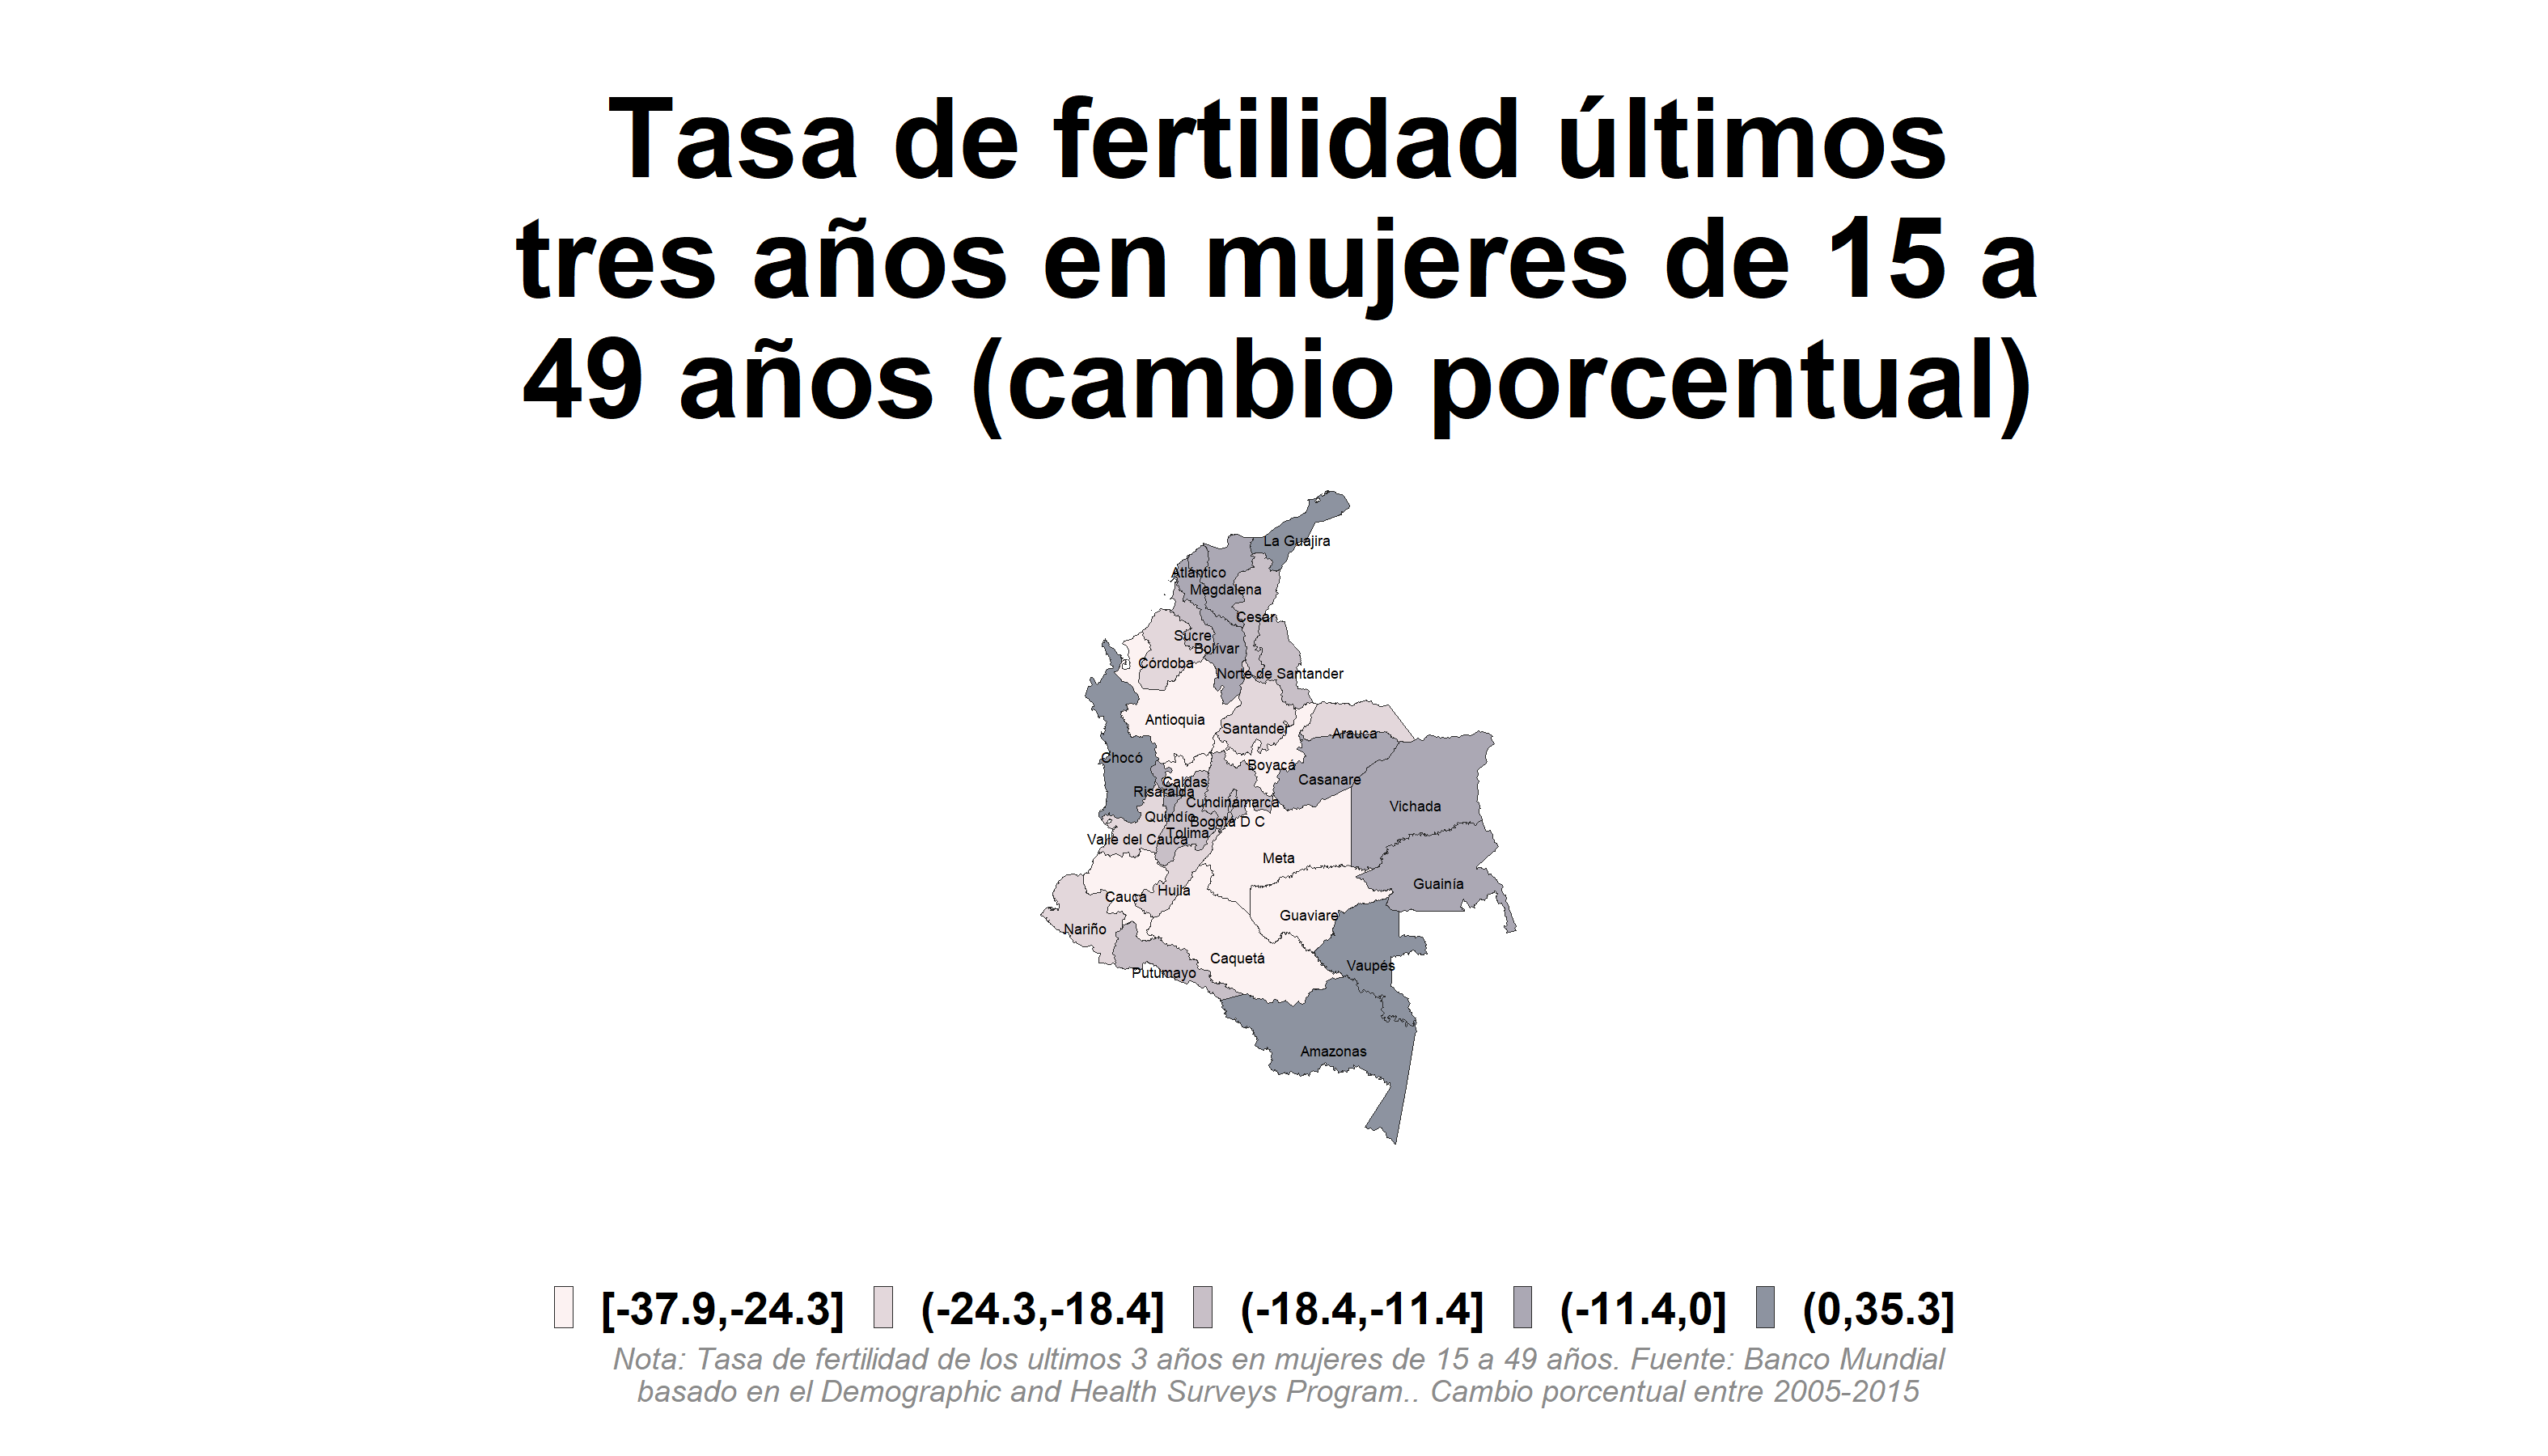 Tasa de fertilidad últimos
tres años en mujeres de 15 a
49 años (cambio porcentual)
La Guajira
Atlántico
Magdalena
Cesar
Sucre
Bolívar
Córdoba
Norte de Santander
Antioquia
Santander
Arauca
Chocó
Boyacá
Casanare
Caldas
Risaralda
Cundinamarca
Vichada
Quindío
Bogotá D C
Tolima
Valle del Cauca
Meta
Guainía
Huila
Cauca
Guaviare
Nariño
Caquetá
Vaupés
Putumayo
Amazonas
[-37.9,-24.3] (-24.3,-18.4] (-18.4,-11.4] (-11.4,0] (0,35.3]
Nota: Tasa de fertilidad de los ultimos 3 años en mujeres de 15 a 49 años. Fuente: Banco Mundial
basado en el Demographic and Health Surveys Program.. Cambio porcentual entre 2005-2015